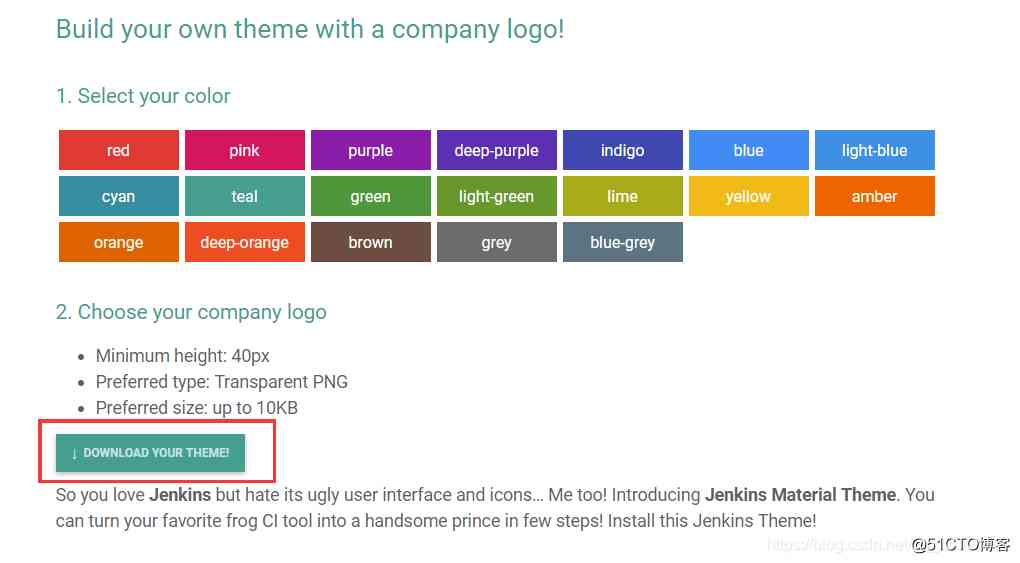 Build your own theme with a company logo!
1. Select your color
red pink purple deep-purple indigo blue light-blue
cyan teal green light-green lime yellow amber
orange deep-orange brown grey blue-grey
2. Choose your company logo
• Minimum height: 40px
• Preferred type: Transparent PNG
• Preferred size: up to 10KB
↓ DOWNLOAD YOUR THEME!
So you love Jenkins but hate its ugly user interface and icons… Me too! Introducing Jenkins Material Theme. You
can turn your favorite frog CI tool into a handsome prince in few steps! Install this Jenkins Theme!
https://blog.csdn.net @51CTO博客